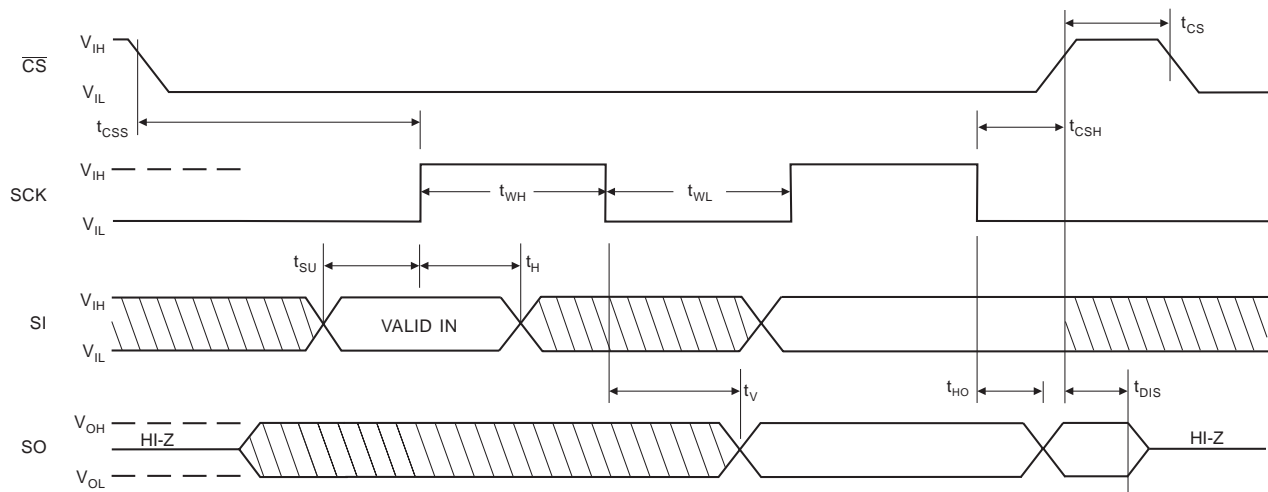 t_CS
V_IH
C̅S̅
V_IL
t_CSS
t_CSH
V_IH
SCK
t_WH
t_WL
V_IL
t_SU
t_H
V_IH
SI
VALID IN
V_IL
t_V
t_HO
t_DIS
V_OH
SO
HI-Z
HI-Z
V_OL